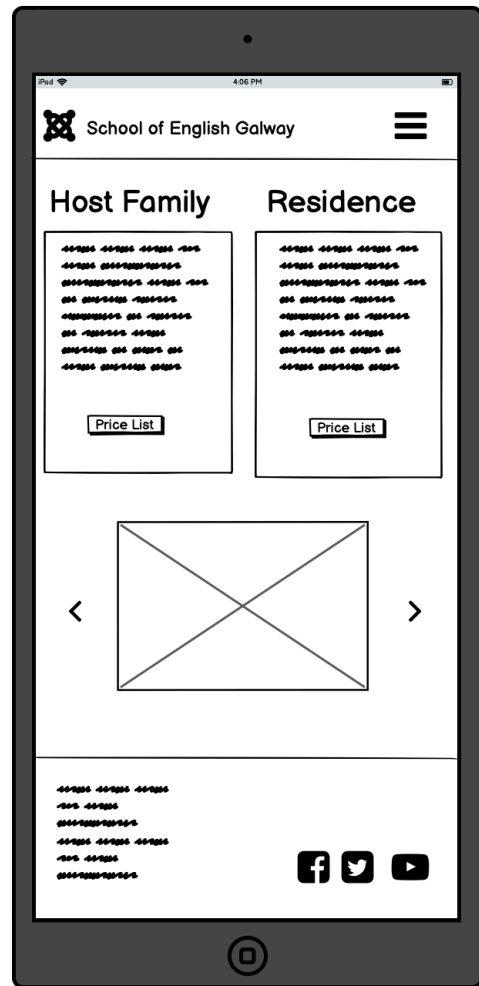 iPad 4:06 PM
School of English Galway
Host Family Residence
Price List Price List